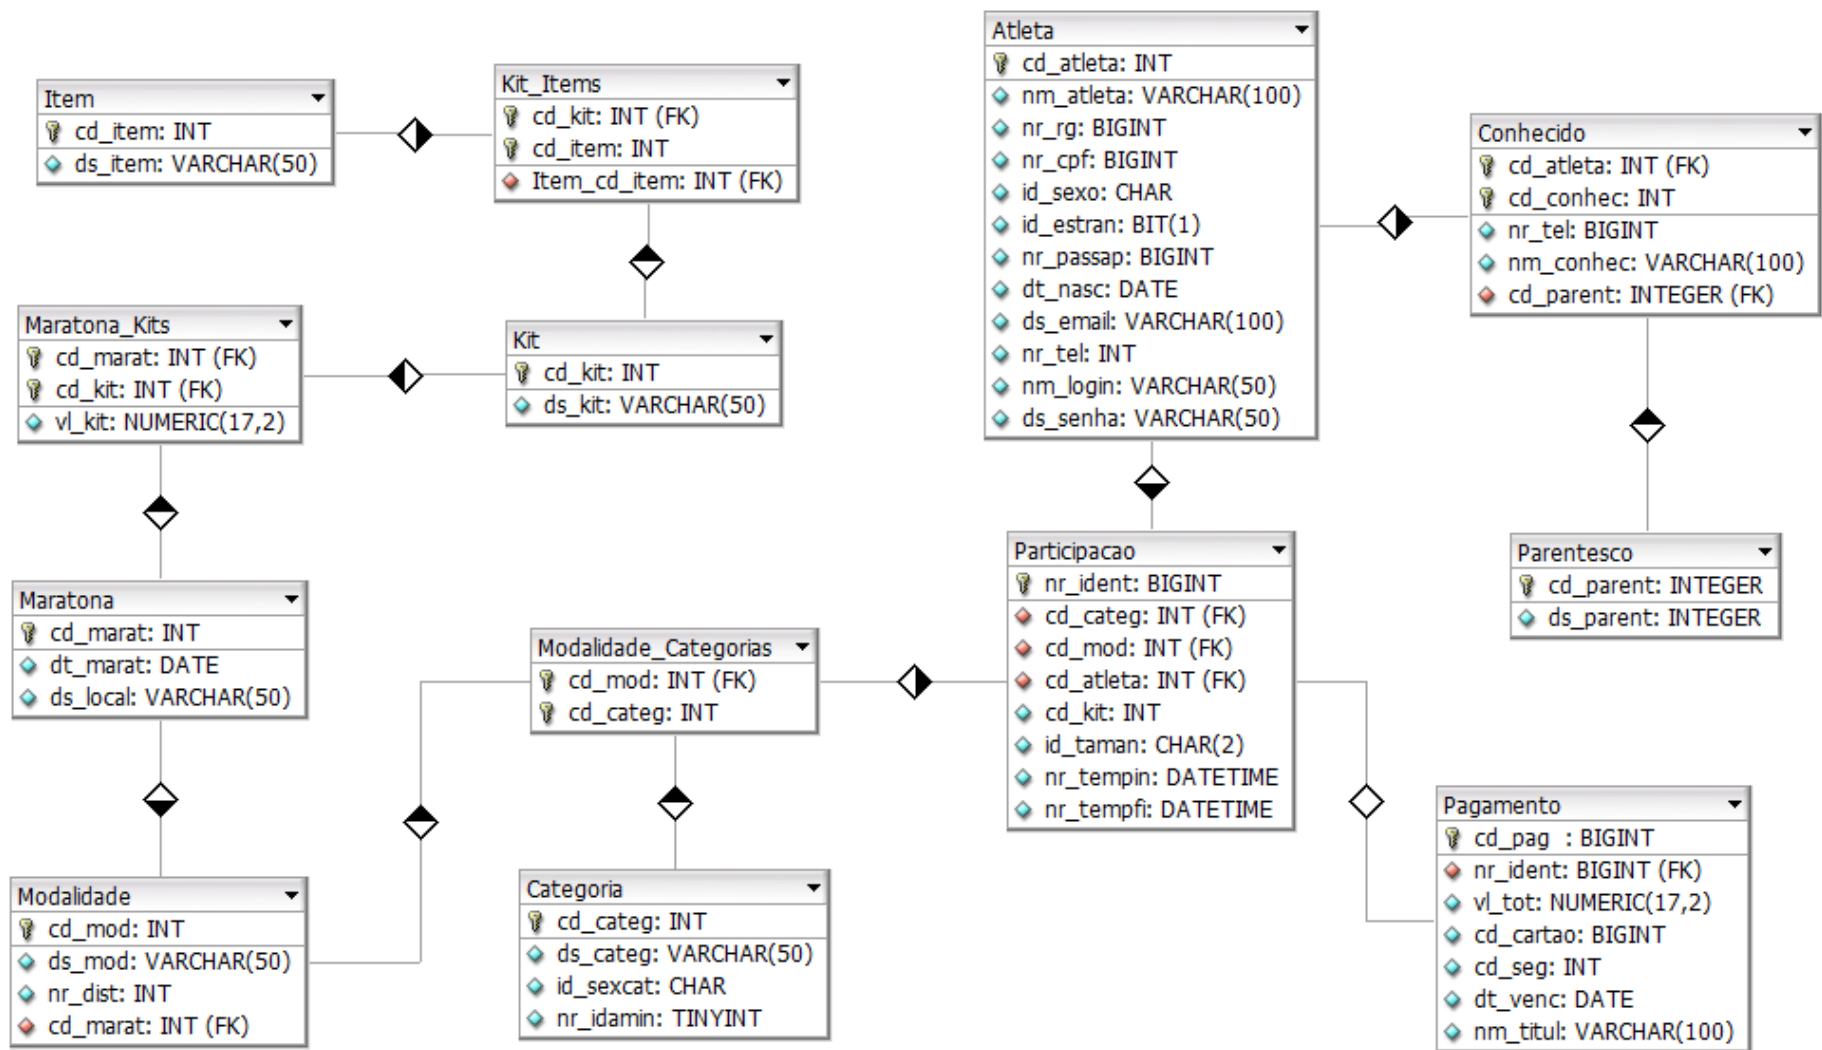 Item
cd_item: INT
ds_item: VARCHAR(50)
Kit_Items
cd_kit: INT (FK)
cd_item: INT
Item_cd_item: INT (FK)
Atleta
cd_atleta: INT
nm_atleta: VARCHAR(100)
nr_rg: BIGINT
nr_cpf: BIGINT
id_sexo: CHAR
id_estran: BIT(1)
nr_passap: BIGINT
dt_nasc: DATE
ds_email: VARCHAR(100)
nr_tel: INT
nm_login: VARCHAR(50)
ds_senha: VARCHAR(50)
Conhecido
cd_atleta: INT (FK)
cd_conhec: INT
nr_tel: BIGINT
nm_conhec: VARCHAR(100)
cd_parent: INTEGER (FK)
Maratona_Kits
cd_marat: INT (FK)
cd_kit: INT (FK)
vl_kit: NUMERIC(17,2)
Kit
cd_kit: INT
ds_kit: VARCHAR(50)
Maratona
cd_marat: INT
dt_marat: DATE
ds_local: VARCHAR(50)
Modalidade_Categorias
cd_mod: INT (FK)
cd_categ: INT
Participacao
nr_ident: BIGINT
cd_categ: INT (FK)
cd_mod: INT (FK)
cd_atleta: INT (FK)
cd_kit: INT
id_taman: CHAR(2)
nr_tempin: DATETIME
nr_tempfi: DATETIME
Parentesco
cd_parent: INTEGER
ds_parent: INTEGER
Modalidade
cd_mod: INT
ds_mod: VARCHAR(50)
nr_dist: INT
cd_marat: INT (FK)
Categoria
cd_categ: INT
ds_categ: VARCHAR(50)
id_sexcat: CHAR
nr_idamin: TINYINT
Pagamento
cd_pag : BIGINT
nr_ident: BIGINT (FK)
vl_tot: NUMERIC(17,2)
cd_cartao: BIGINT
cd_seg: INT
dt_venc: DATE
nm_titul: VARCHAR(100)